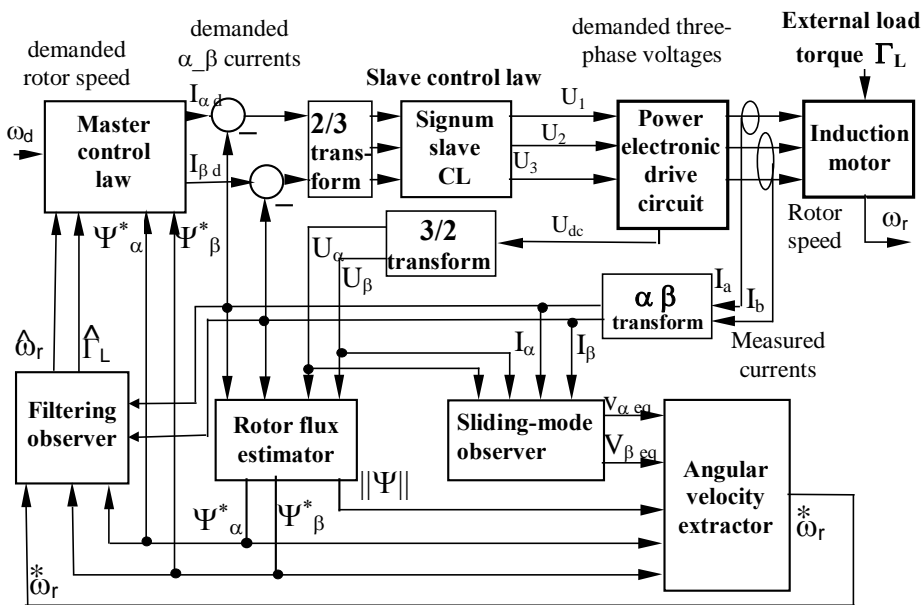 demanded
rotor speed
demanded
α_β currents
Slave control law
demanded three-
phase voltages
External load
torque Γ_L
ω_d
Master
control
law
I_α d
I_β d
−
−
2/3
trans-
form
Signum
slave
CL
U_1
U_2
U_3
Power
electronic
drive
circuit
Induction
motor
Rotor
speed
ω_r
Ψ*_α
Ψ*_β
U_α
U_β
3/2
transform
U_dc
α β
transform
I_a
I_b
Measured
currents
ω̂_r
Γ̂_L
I_α
I_β
Filtering
observer
Rotor flux
estimator
Sliding-mode
observer
v_α eq
V_β eq
Angular
velocity
extractor
||Ψ||
Ψ*_α
Ψ*_β
ω*_r
ω*_r